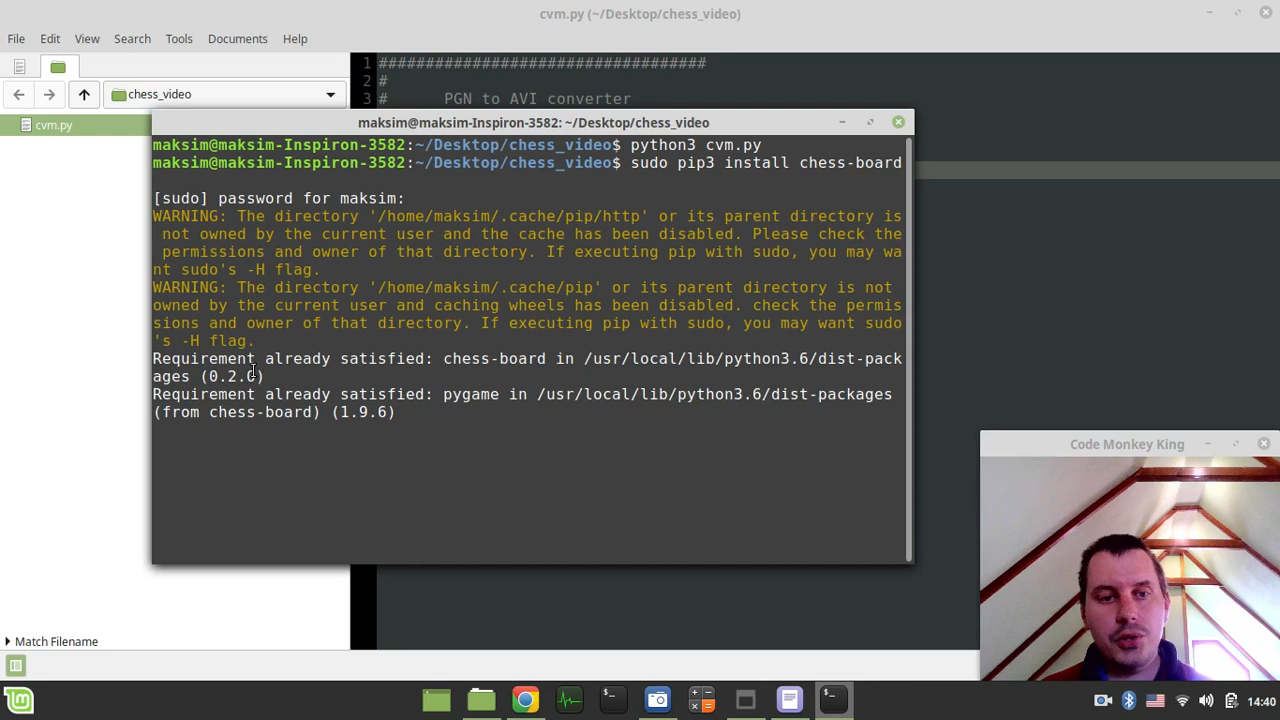 cvm.py (~/Desktop/chess_video)
File Edit View Search Tools Documents Help
chess_video
cvm.py
1 ###################################
2 #
3 # PGN to AVI converter
maksim@maksim-Inspiron-3582: ~/Desktop/chess_video
maksim@maksim-Inspiron-3582:~/Desktop/chess_video$ python3 cvm.py
maksim@maksim-Inspiron-3582:~/Desktop/chess_video$ sudo pip3 install chess-board
[sudo] password for maksim:
WARNING: The directory '/home/maksim/.cache/pip/http' or its parent directory is
not owned by the current user and the cache has been disabled. Please check the
permissions and owner of that directory. If executing pip with sudo, you may wa
nt sudo's -H flag.
WARNING: The directory '/home/maksim/.cache/pip' or its parent directory is not
owned by the current user and caching wheels has been disabled. check the permis
sions and owner of that directory. If executing pip with sudo, you may want sudo
's -H flag.
Requirement already satisfied: chess-board in /usr/local/lib/python3.6/dist-pack
ages (0.2.0)
Requirement already satisfied: pygame in /usr/local/lib/python3.6/dist-packages
(from chess-board) (1.9.6)
Code Monkey King
Match Filename
14:40